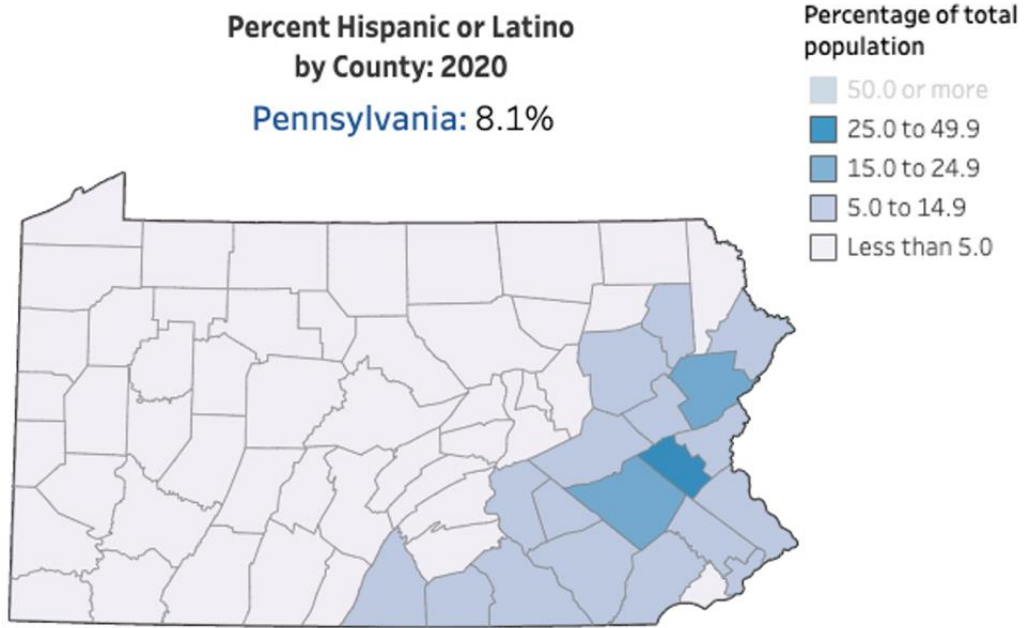 Percent Hispanic or Latino
by County: 2020
Pennsylvania: 8.1%
Percentage of total
population
50.0 or more
25.0 to 49.9
15.0 to 24.9
5.0 to 14.9
Less than 5.0